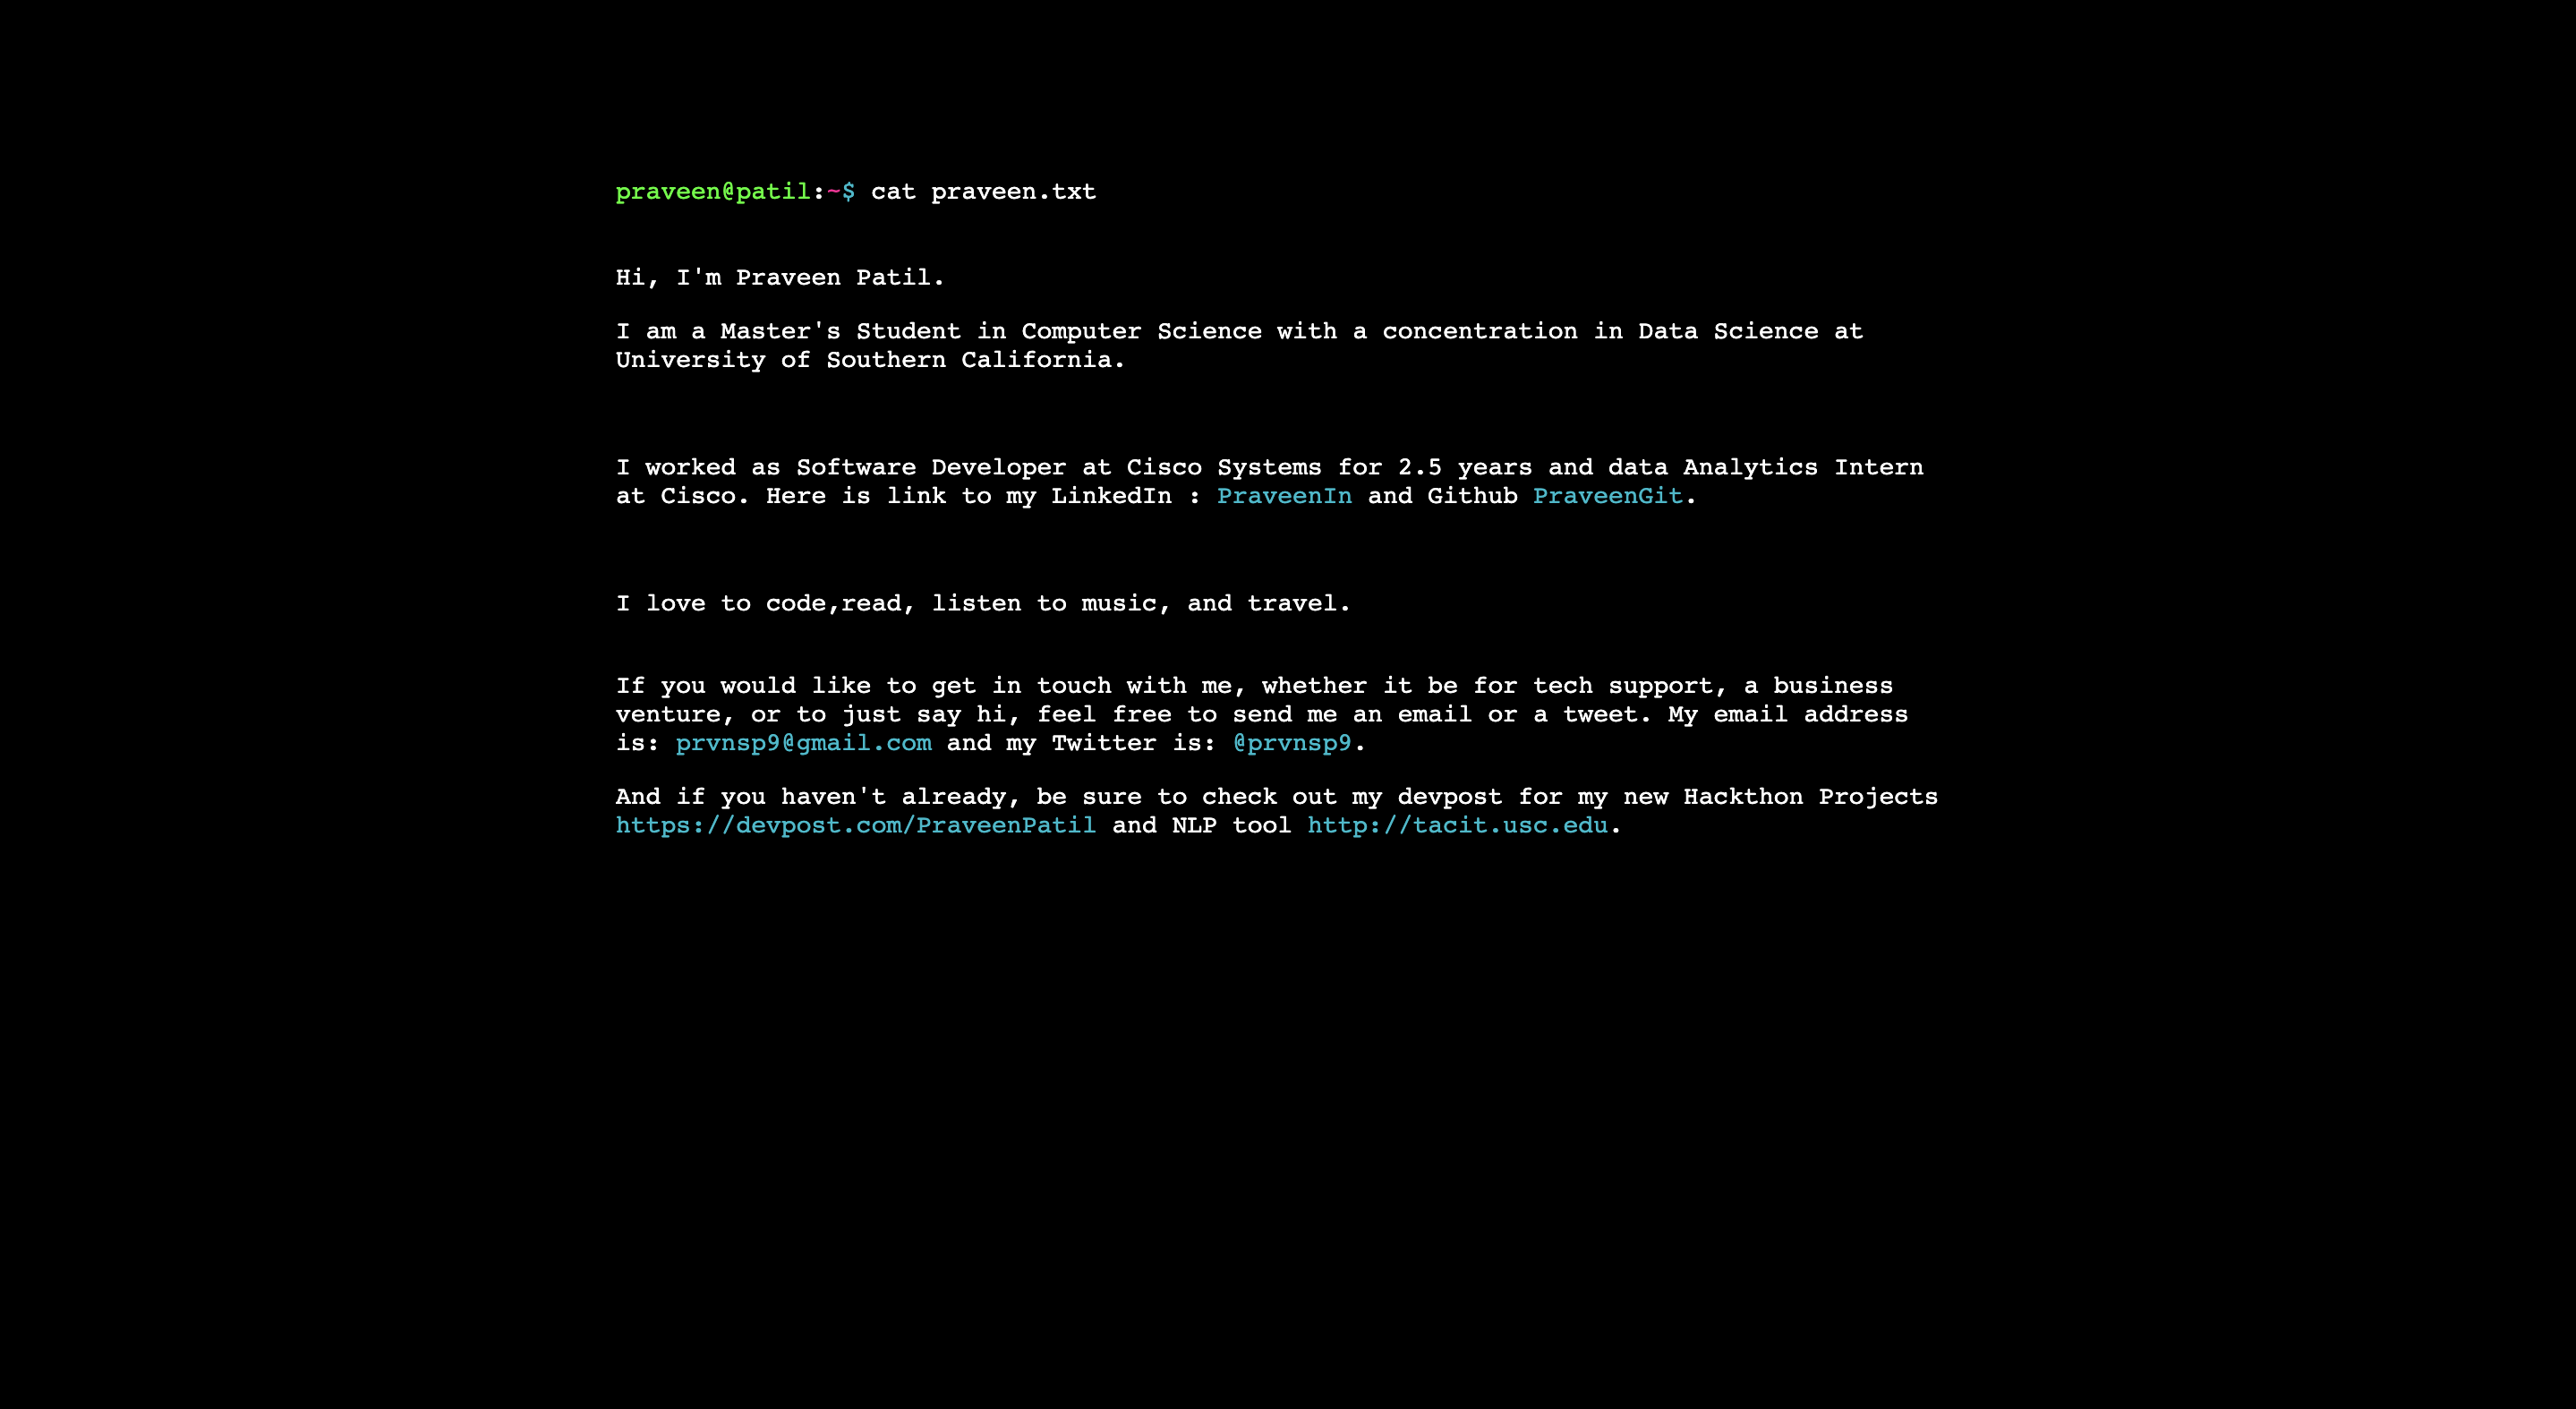 praveen@patil:~$ cat praveen.txt
Hi, I'm Praveen Patil.
I am a Master's Student in Computer Science with a concentration in Data Science at
University of Southern California.
I worked as Software Developer at Cisco Systems for 2.5 years and data Analytics Intern
at Cisco. Here is link to my LinkedIn : PraveenIn and Github PraveenGit.
I love to code,read, listen to music, and travel.
If you would like to get in touch with me, whether it be for tech support, a business
venture, or to just say hi, feel free to send me an email or a tweet. My email address
is: prvnsp9@gmail.com and my Twitter is: @prvnsp9.
And if you haven't already, be sure to check out my devpost for my new Hackthon Projects
https://devpost.com/PraveenPatil and NLP tool http://tacit.usc.edu.